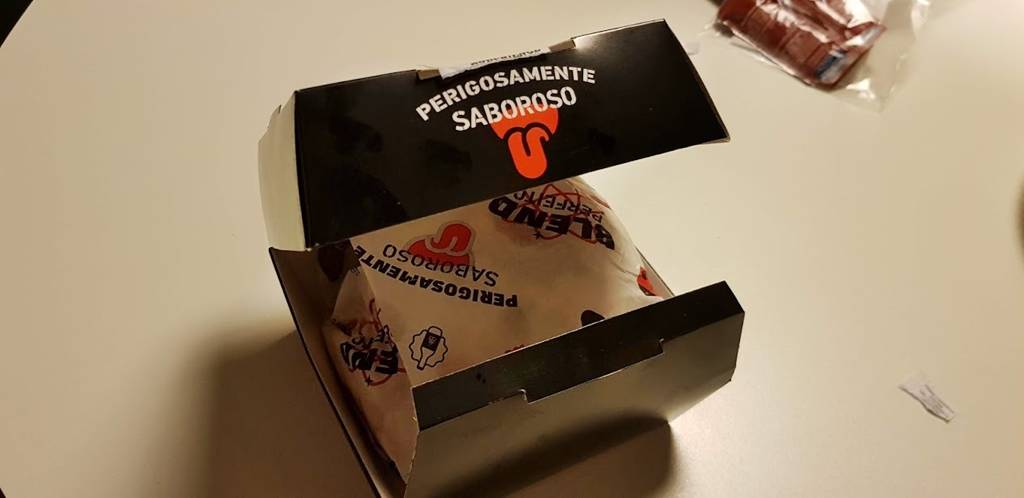 PERIGOSAMENTE
SABOROSO
BLEND
PERFEITO
SABOROSO
PERIGOSAMENTE